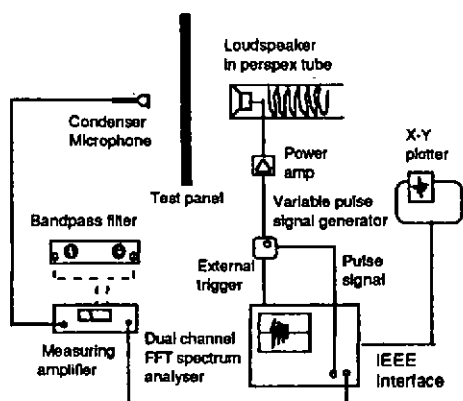 Loudspeaker
in perspex tube
Condenser
Microphone
X-Y
plotter
Power
amp
Test panel
Variable pulse
signal generator
Bandpass filter
External
trigger
Pulse
signal
Measuring
amplifier
Dual channel
FFT spectrum
analyser
IEEE
Interface